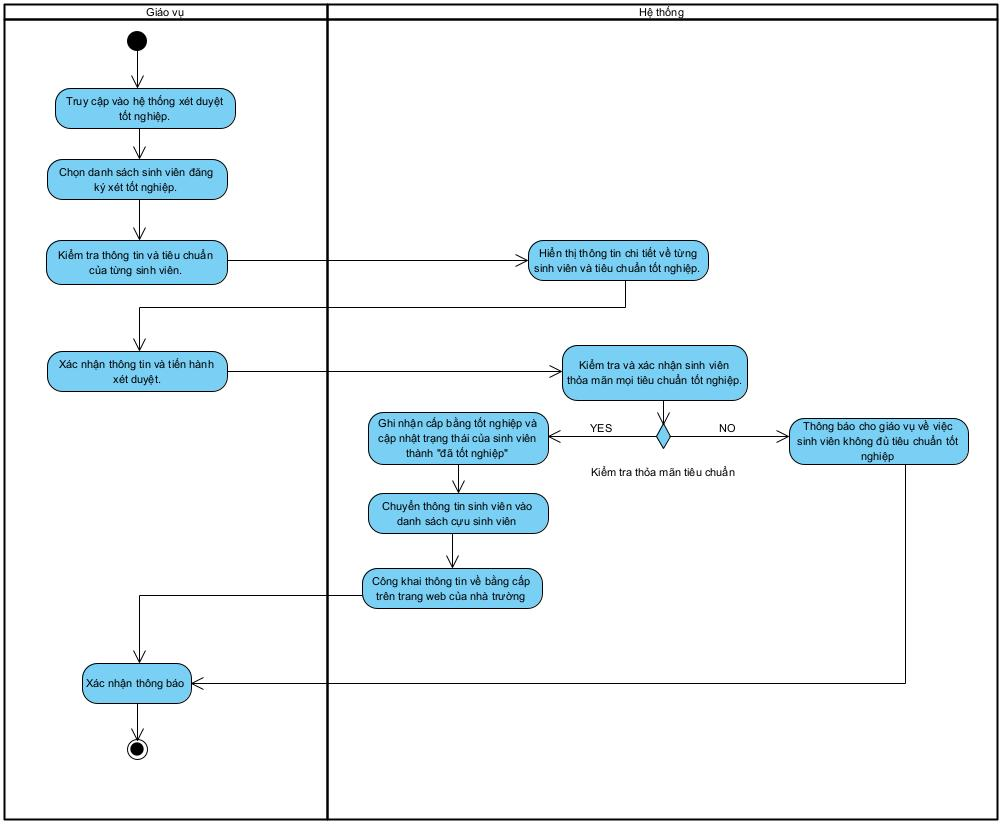 Giáo vụ
Hệ thống
Truy cập vào hệ thống xét duyệt
tốt nghiệp.
Chọn danh sách sinh viên đăng
ký xét tốt nghiệp.
Kiểm tra thông tin và tiêu chuẩn
của từng sinh viên.
Hiển thị thông tin chi tiết về từng
sinh viên và tiêu chuẩn tốt nghiệp.
Xác nhận thông tin và tiến hành
xét duyệt.
Kiểm tra và xác nhận sinh viên
thỏa mãn mọi tiêu chuẩn tốt nghiệp.
YES
NO
Ghi nhận cấp bằng tốt nghiệp và
cập nhật trạng thái của sinh viên
thành "đã tốt nghiệp"
Thông báo cho giáo vụ về việc
sinh viên không đủ tiêu chuẩn tốt
nghiệp
Kiểm tra thỏa mãn tiêu chuẩn
Chuyển thông tin sinh viên vào
danh sách cựu sinh viên
Công khai thông tin về bằng cấp
trên trang web của nhà trường
Xác nhận thông báo